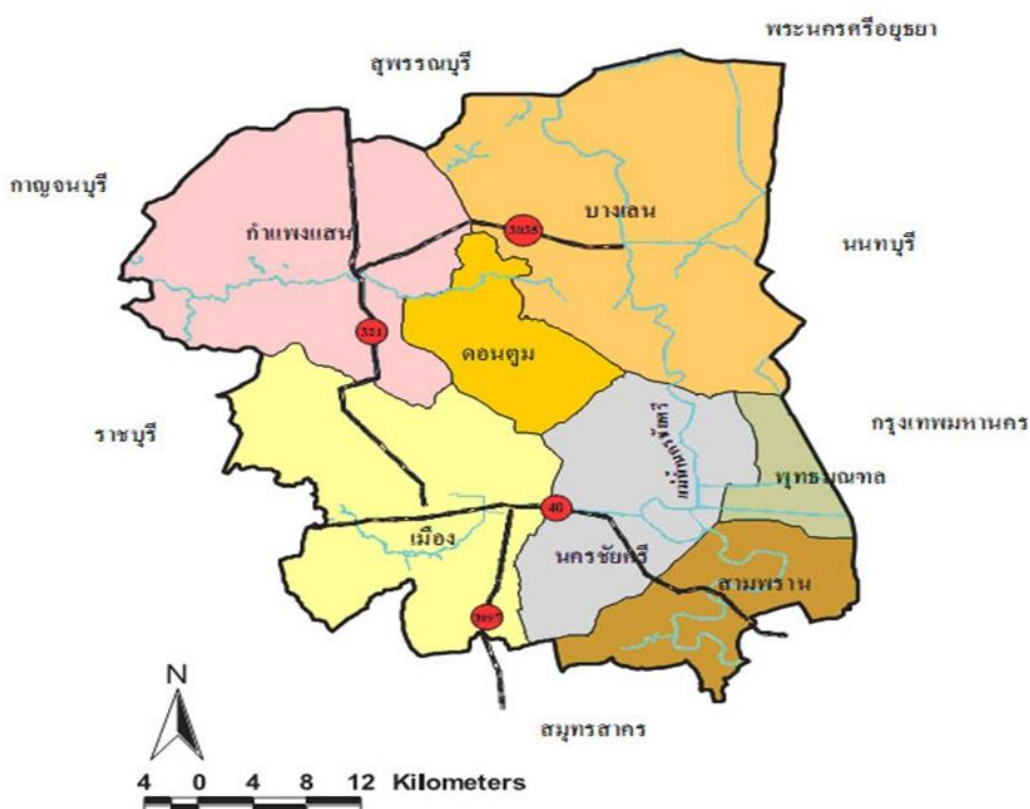 พระนครศรีอยุธยา
สุพรรณบุรี
กาญจนบุรี
บางเลน
กำแพงแสน
3035
นนทบุรี
321
ดอนตูม
ราชบุรี
กรุงเทพมหานคร
พุทธมณฑล
เมือง
นครชัยศรี
สามพราน
สมุทรสาคร
N
4 0 4 8 12 Kilometers